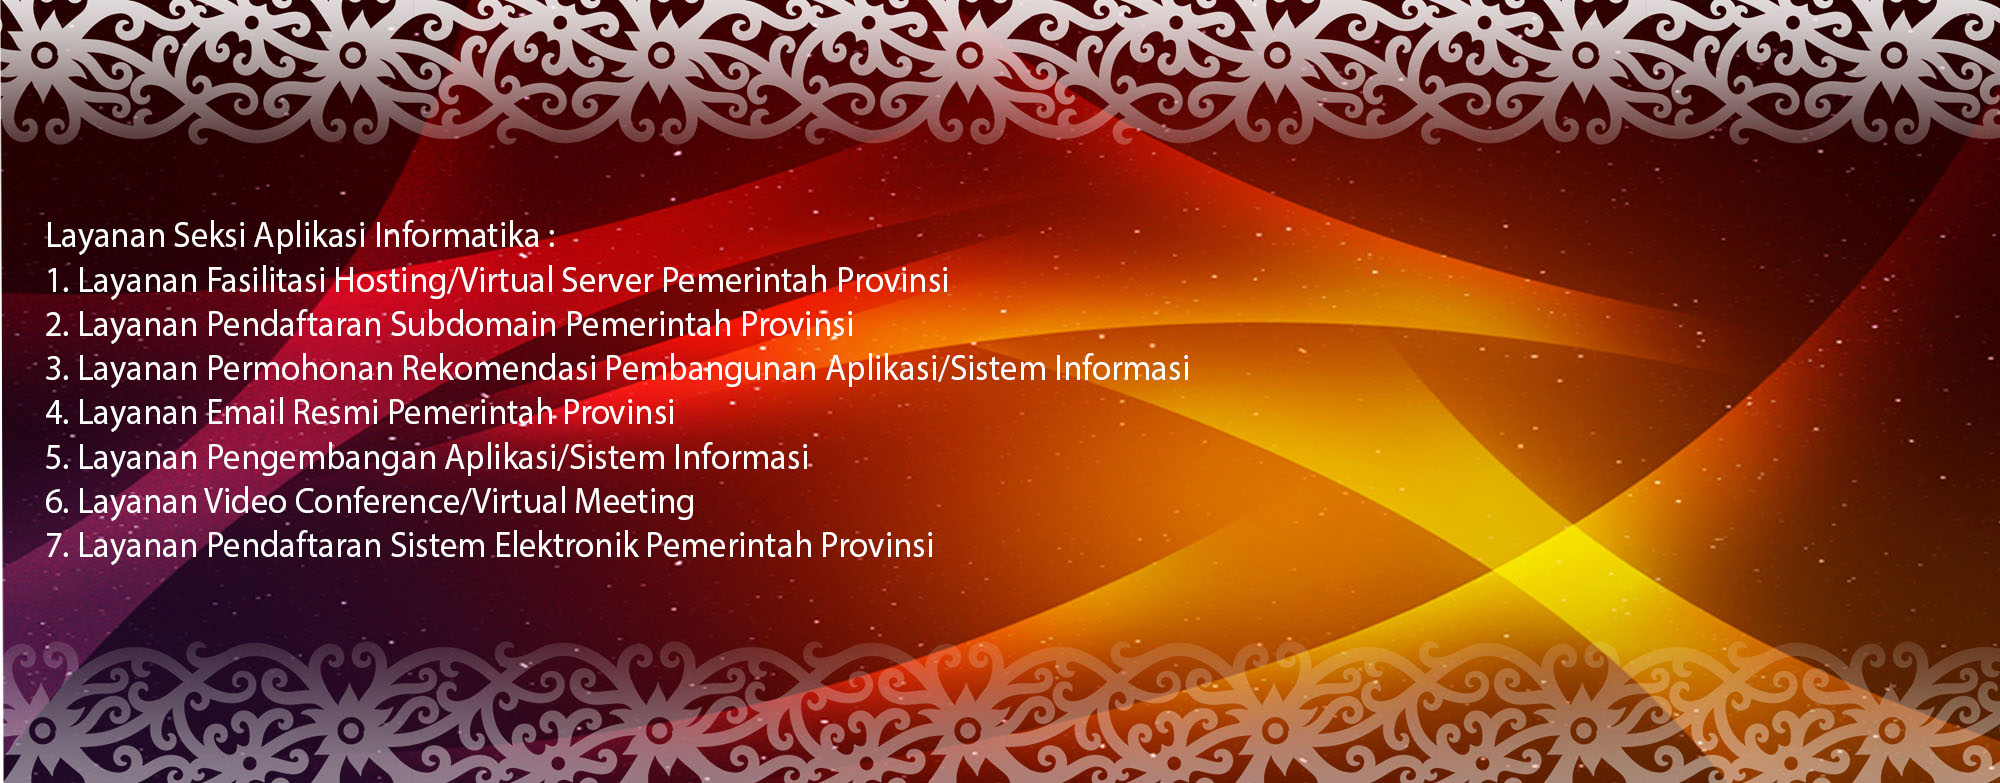 Layanan Seksi Aplikasi Informatika :
1. Layanan Fasilitasi Hosting/Virtual Server Pemerintah Provinsi
2. Layanan Pendaftaran Subdomain Pemerintah Provinsi
3. Layanan Permohonan Rekomendasi Pembangunan Aplikasi/Sistem Informasi
4. Layanan Email Resmi Pemerintah Provinsi
5. Layanan Pengembangan Aplikasi/Sistem Informasi
6. Layanan Video Conference/Virtual Meeting
7. Layanan Pendaftaran Sistem Elektronik Pemerintah Provinsi